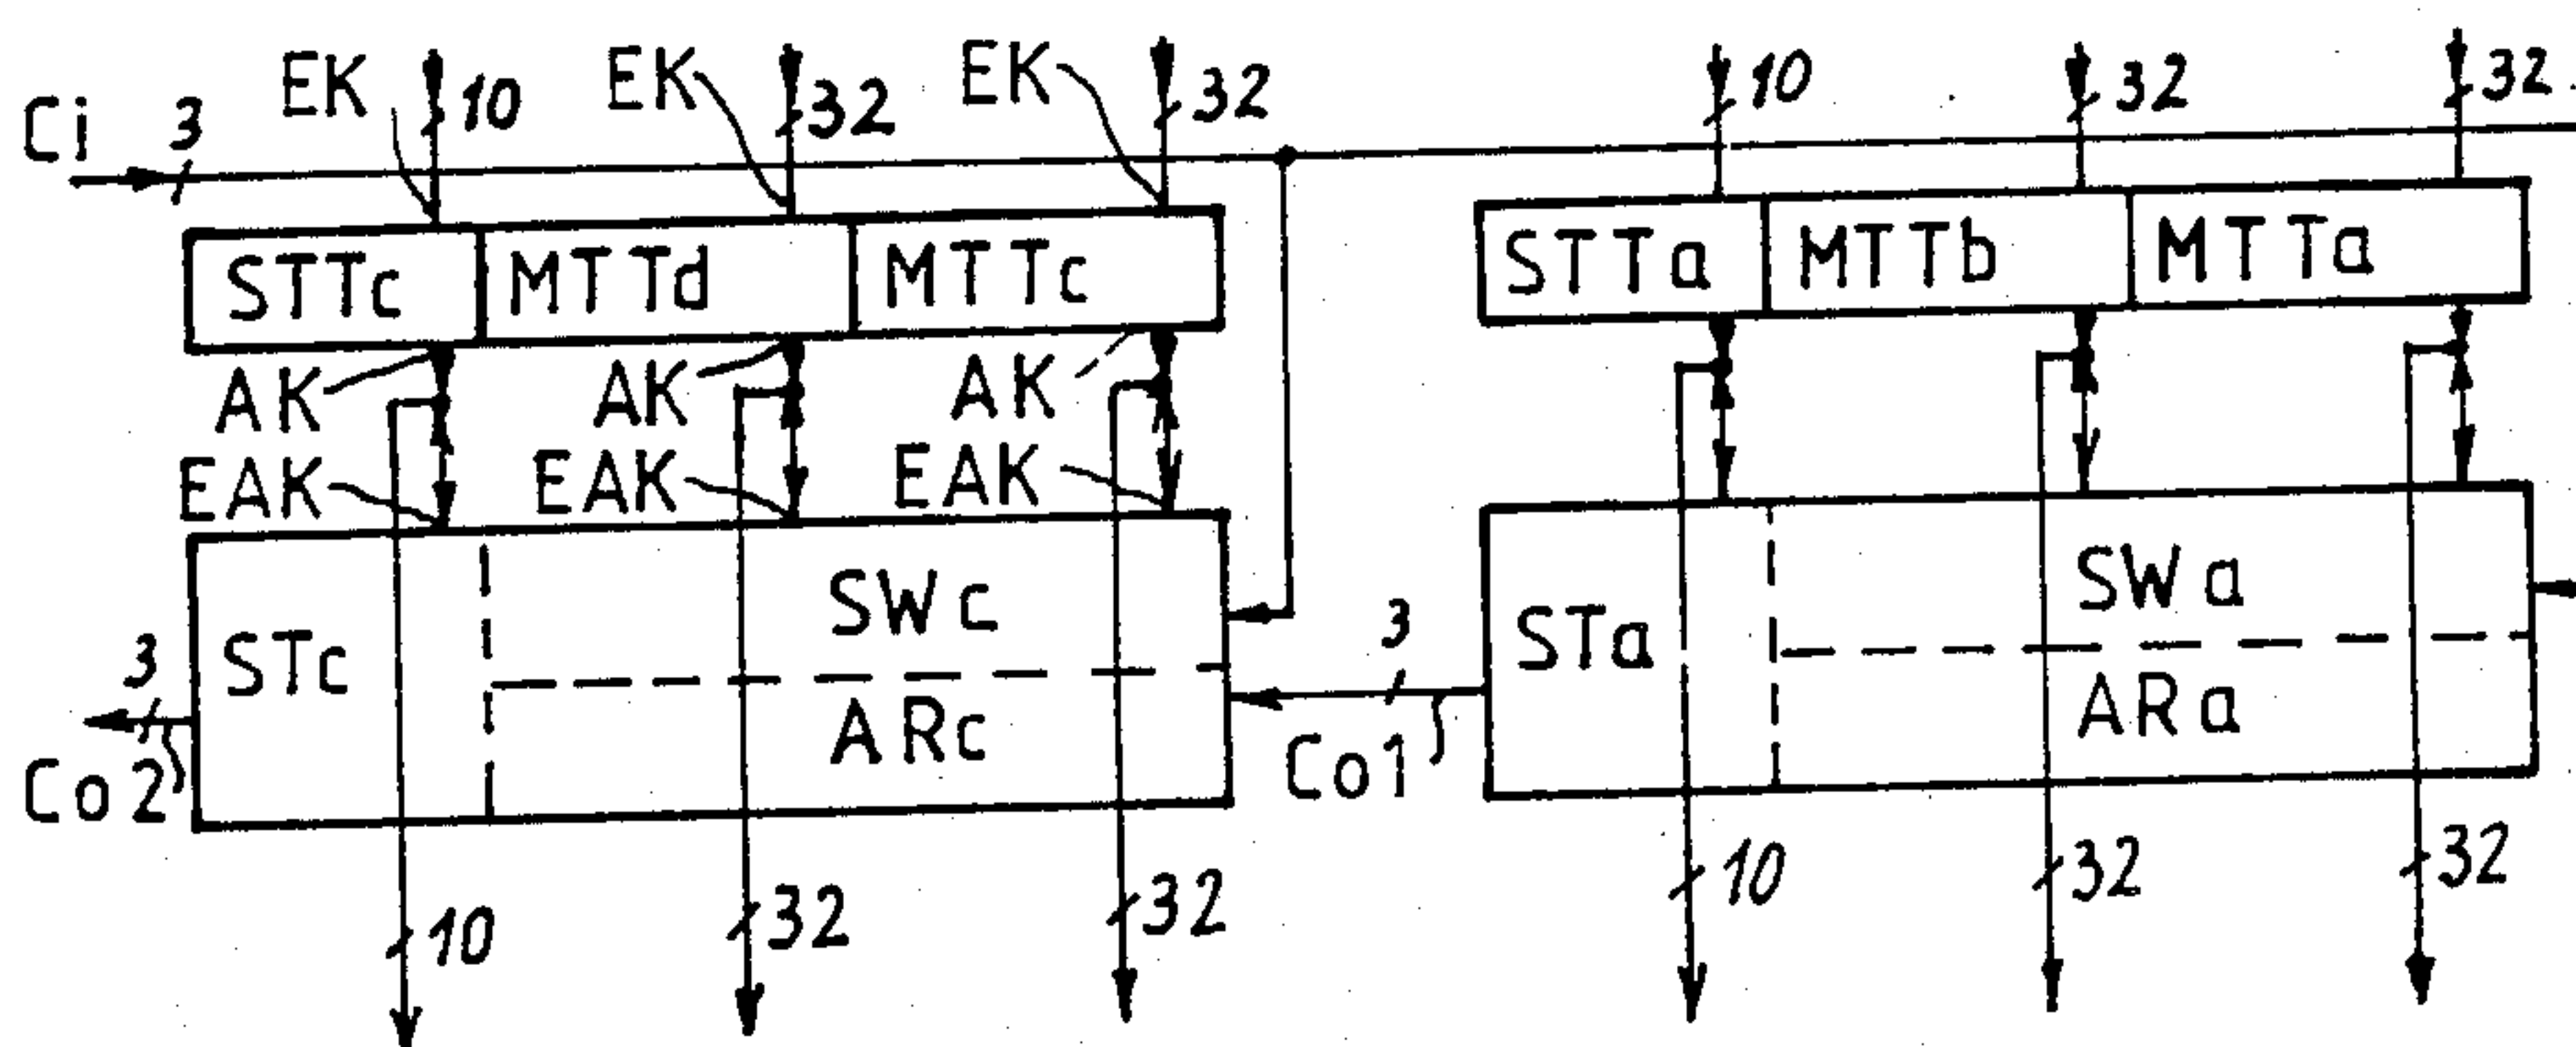 EK 10 EK 32 EK 32 10 32 32
Ci 3
STTc MTTd MTTc STTa MTTb MTTa
AK AK AK
EAK EAK EAK
STc SWc STa SWa
ARc ARa
3 3
Co2 Co1
10 32 32 10 32 32